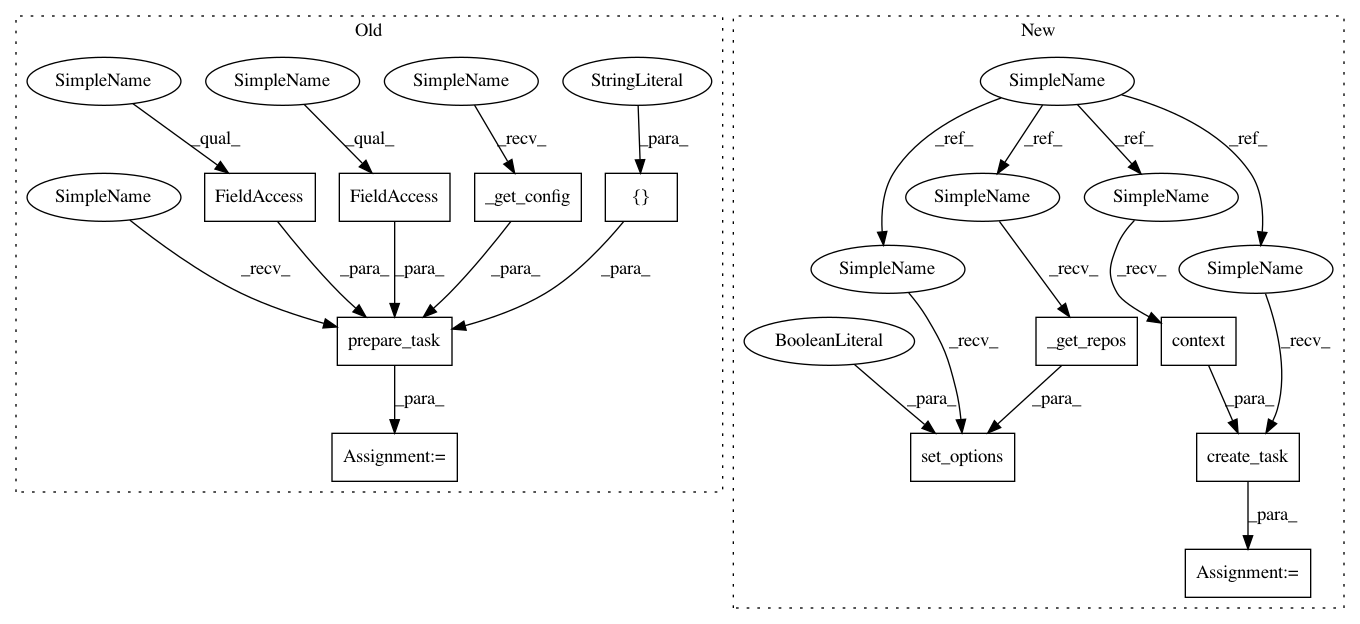 Old
New
SimpleName
SimpleName
SimpleName
StringLiteral
SimpleName
_qual_
_qual_
_recv_
_para_
_ref_
_ref_
_ref_
_ref_
SimpleName
FieldAccess
FieldAccess
_get_config
{}
SimpleName
SimpleName
_recv_
_para_
_para_
_para_
_para_
SimpleName
_recv_
_recv_
SimpleName
prepare_task
BooleanLiteral
_recv_
_get_repos
context
_recv_
_para_
_para_
_para_
_para_
Assignment:=
set_options
create_task
_para_
Assignment:=